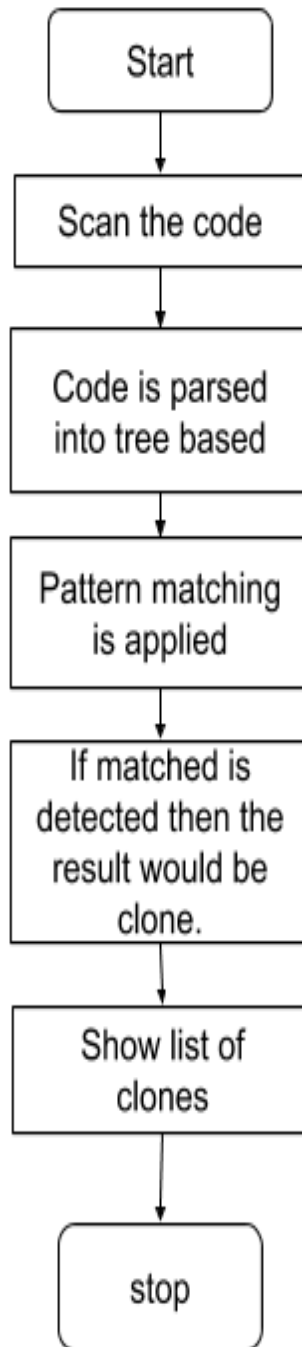 Start
Scan the code
Code is parsed
into tree based
Pattern matching
is applied
If matched is
detected then the
result would be
clone.
Show list of
clones
stop